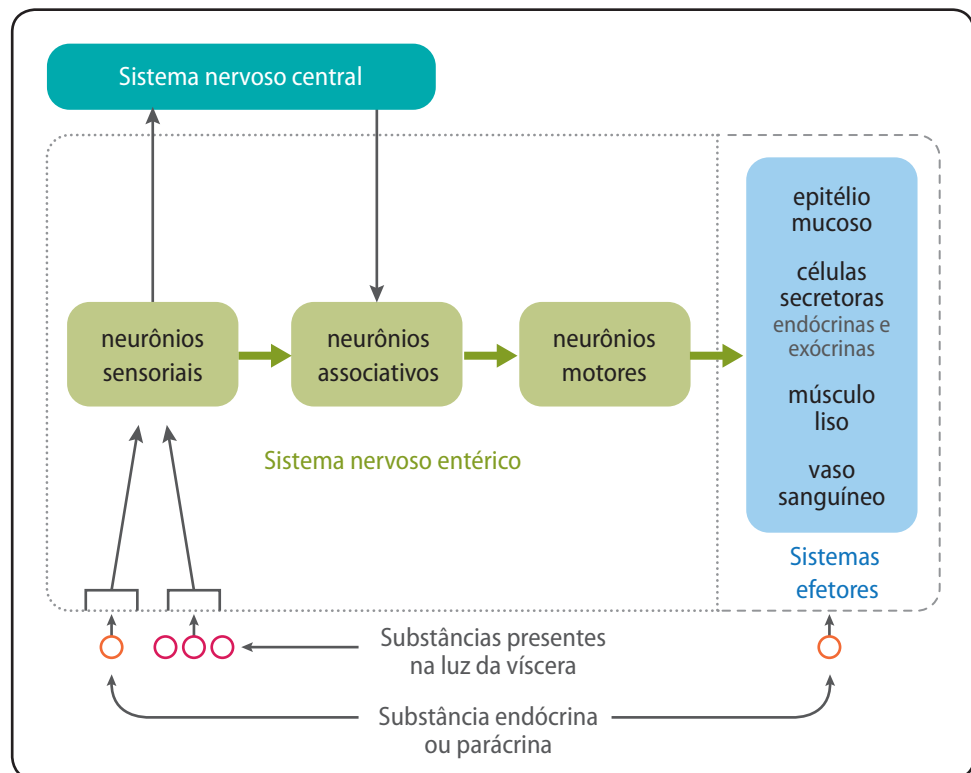 Sistema nervoso central
neurônios
sensoriais
neurônios
associativos
neurônios
motores
epitélio
mucoso
células
secretoras
endócrinas e
exócrinas
músculo
liso
vaso
sanguíneo
Sistema nervoso entérico
Sistemas
efetores
Substâncias presentes
na luz da víscera
Substância endócrina
ou parácrina